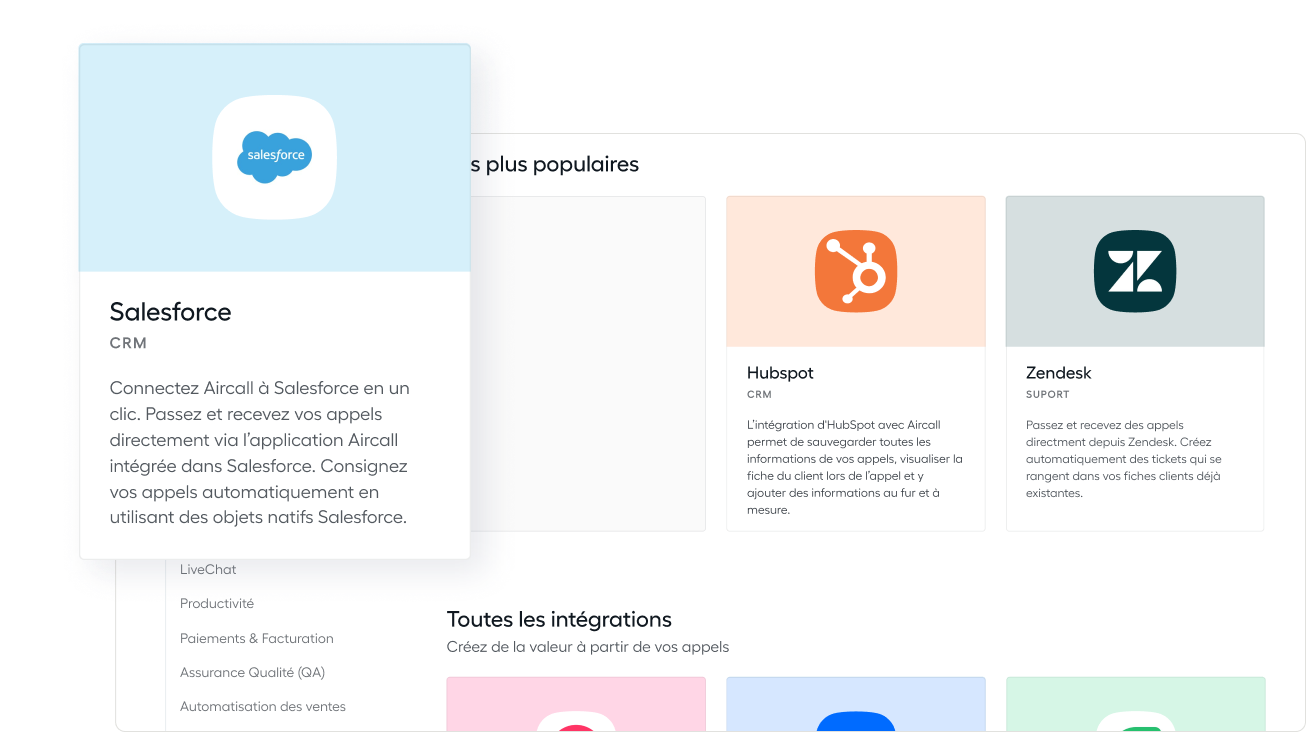 salesforce
Salesforce
CRM
Connectez Aircall à Salesforce en un
clic. Passez et recevez vos appels
directement via l’application Aircall
intégrée dans Salesforce. Consignez
vos appels automatiquement en
utilisant des objets natifs Salesforce.
s plus populaires
Hubspot
CRM
L’intégration d'HubSpot avec Aircall
permet de sauvegarder toutes les
informations de vos appels, visualiser la
fiche du client lors de l’appel et y
ajouter des informations au fur et à
mesure.
Zendesk
SUPORT
Passez et recevez des appels
directment depuis Zendesk. Créez
automatiquement des tickets qui se
rangent dans vos fiches clients déjà
existantes.
LiveChat
Productivité
Paiements & Facturation
Assurance Qualité (QA)
Automatisation des ventes
Toutes les intégrations
Créez de la valeur à partir de vos appels